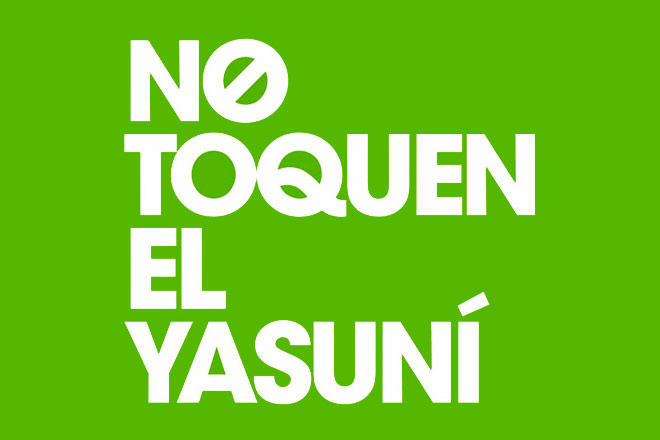 NO
TOQUEN
EL
YASUNÍ